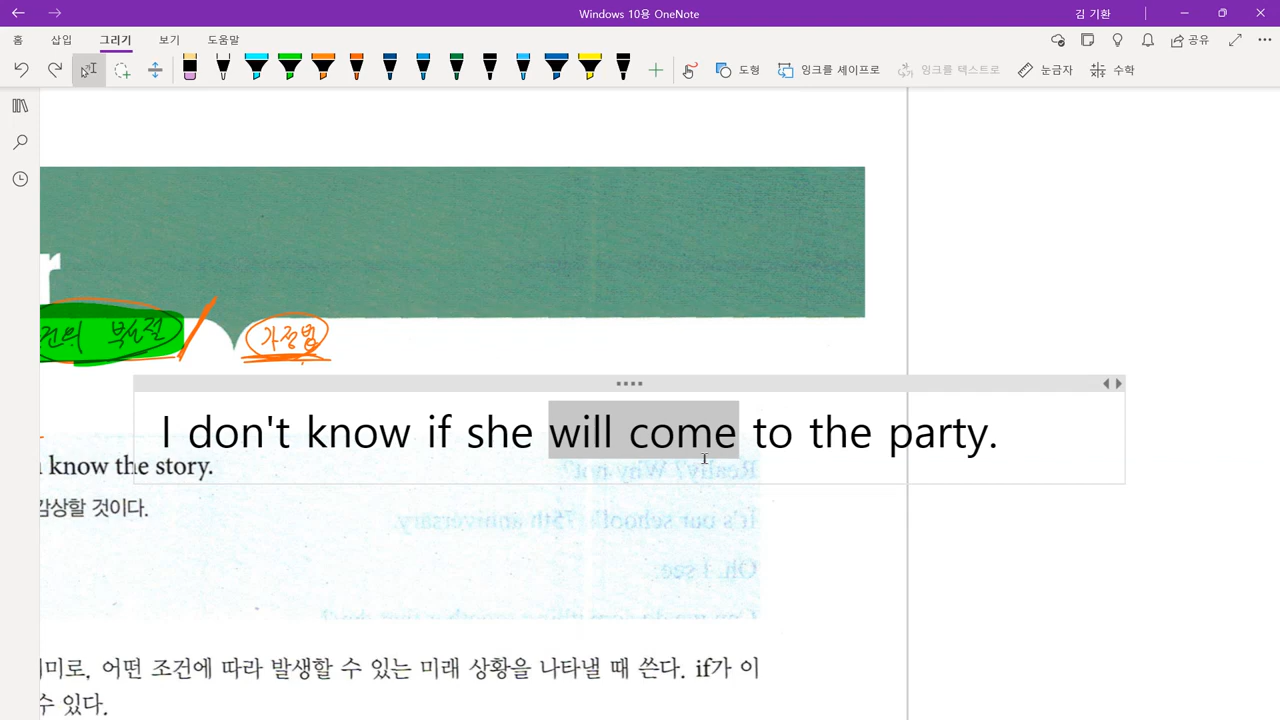 Windows 10용 OneNote
김 기환
홈 삽입 그리기 보기 도움말
공유
도형 잉크를 셰이프로 잉크를 텍스트로 눈금자 수학
r
건의 부사절
가정법
I don't know if she will come to the party.
know the story.
Really? Why not?
감상할 것이다.
It's our school's 75th anniversary.
Oh, I see.
미로, 어떤 조건에 따라 발생할 수 있는 미래 상황을 나타낼 때 쓴다. if가 이
수 있다.